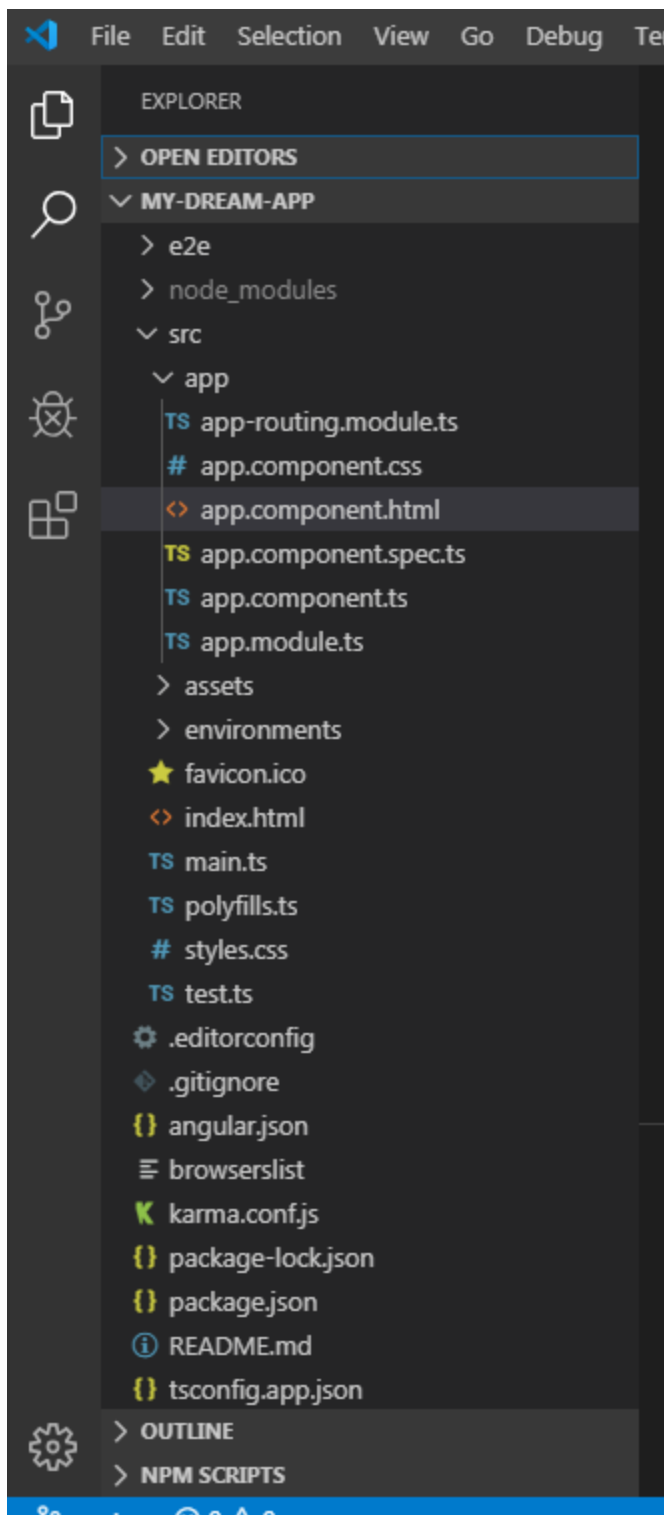 File Edit Selection View Go Debug
EXPLORER
OPEN EDITORS
MY-DREAM-APP
e2e
node_modules
src
app
TS app-routing.module.ts
# app.component.css
<> app.component.html
TS app.component.spec.ts
TS app.component.ts
TS app.module.ts
assets
environments
favicon.ico
<> index.html
TS main.ts
TS polyfills.ts
# styles.css
TS test.ts
.editorconfig
.gitignore
{} angular.json
browserslist
karma.conf.js
{} package-lock.json
{} package.json
README.md
{} tsconfig.app.json
OUTLINE
NPM SCRIPTS